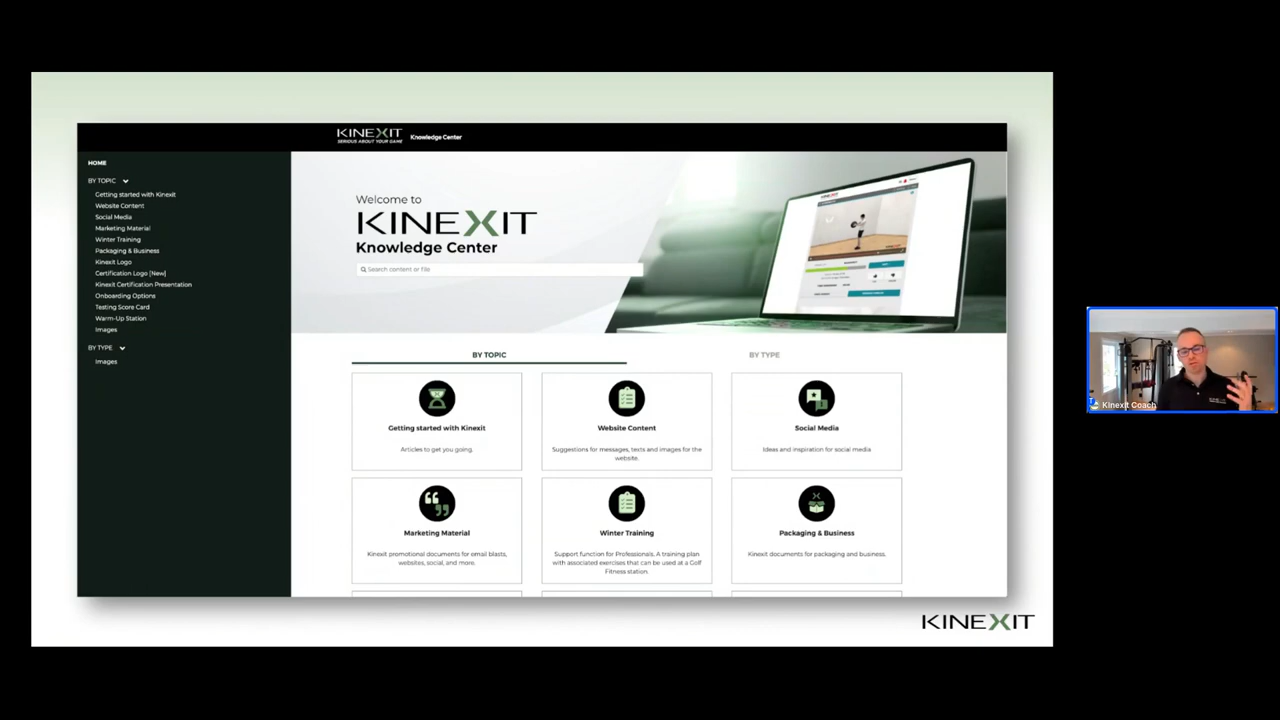 KINEXIT Knowledge Center
SERIOUS ABOUT YOUR GAME
HOME
BY TOPIC
Getting started with Kinexit
Website Content
Social Media
Marketing Material
Winter Training
Packaging & Business
Kinexit Logo
Certification Logo [New]
Kinexit Certification Presentation
Onboarding Options
Testing Score Card
Warm-Up Station
Images
BY TYPE
Images
Welcome to
KINEXIT
Knowledge Center
Search content or file
BY TOPIC
BY TYPE
Getting started with Kinexit
Articles to get you going.
Website Content
Suggestions for messages, texts and images for the
website.
Social Media
Ideas and inspiration for social media
Marketing Material
Kinexit promotional documents for email blasts,
websites, social, and more.
Winter Training
Support function for Professionals. A training plan
with associated exercises that can be used at a Golf
Fitness station.
Packaging & Business
Kinexit documents for packaging and business.
KINEXIT
Kinexit Coach